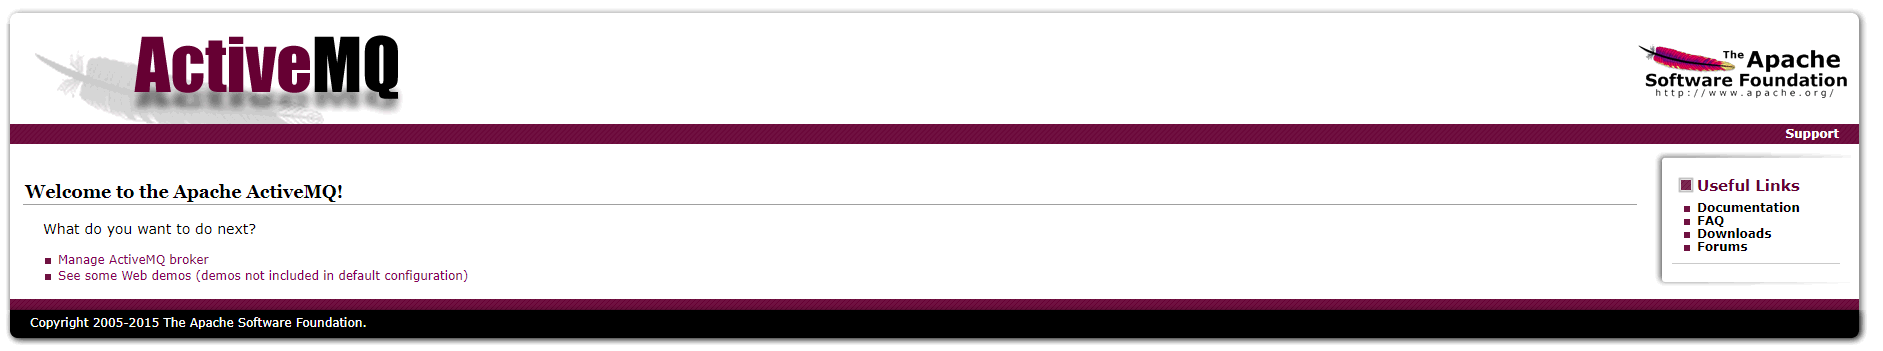 ActiveMQ
The Apache
Software Foundation
http://www.apache.org/
Support
Welcome to the Apache ActiveMQ!
What do you want to do next?
Manage ActiveMQ broker
See some Web demos (demos not included in default configuration)
Useful Links
Documentation
FAQ
Downloads
Forums
Copyright 2005-2015 The Apache Software Foundation.